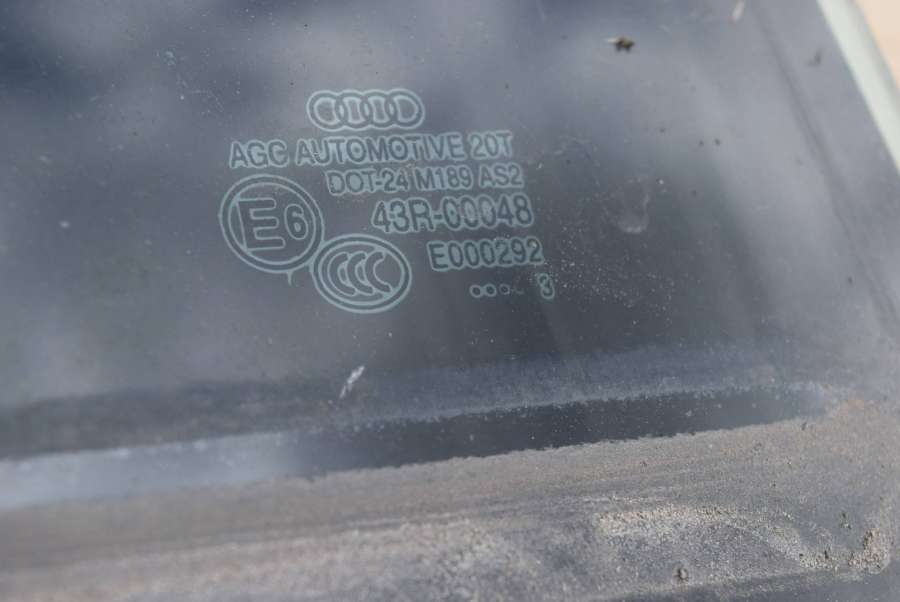 AGC AUTOMOTIVE 20T
DOT-24 M189 AS2
E6
43R-00048
CCC
E000292
3